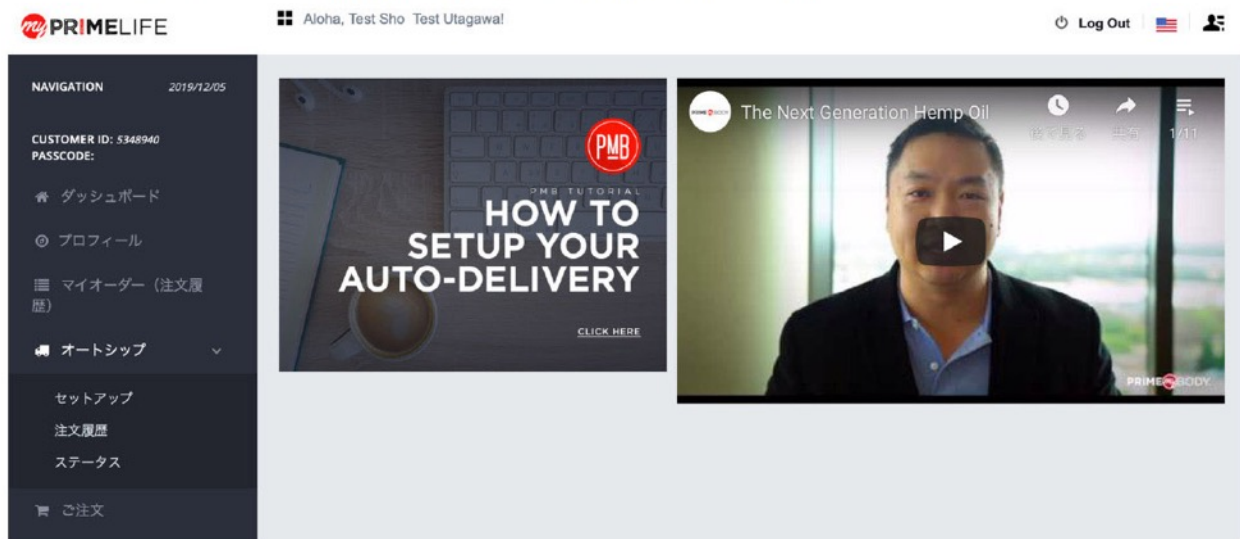 myPRIMELIFE
Aloha, Test Sho Test Utagawa!
Log Out
NAVIGATION 2019/12/05
CUSTOMER ID: 5348940
PASSCODE:
ダッシュボード
プロフィール
マイオーダー（注文履
歴）
オートシップ
セットアップ
注文履歴
ステータス
ご注文
PMB
PMB TUTORIAL
HOW TO
SETUP YOUR
AUTO-DELIVERY
CLICK HERE
The Next Generation Hemp Oil
後で見る 共有 1/11
PRIMEmyBODY.